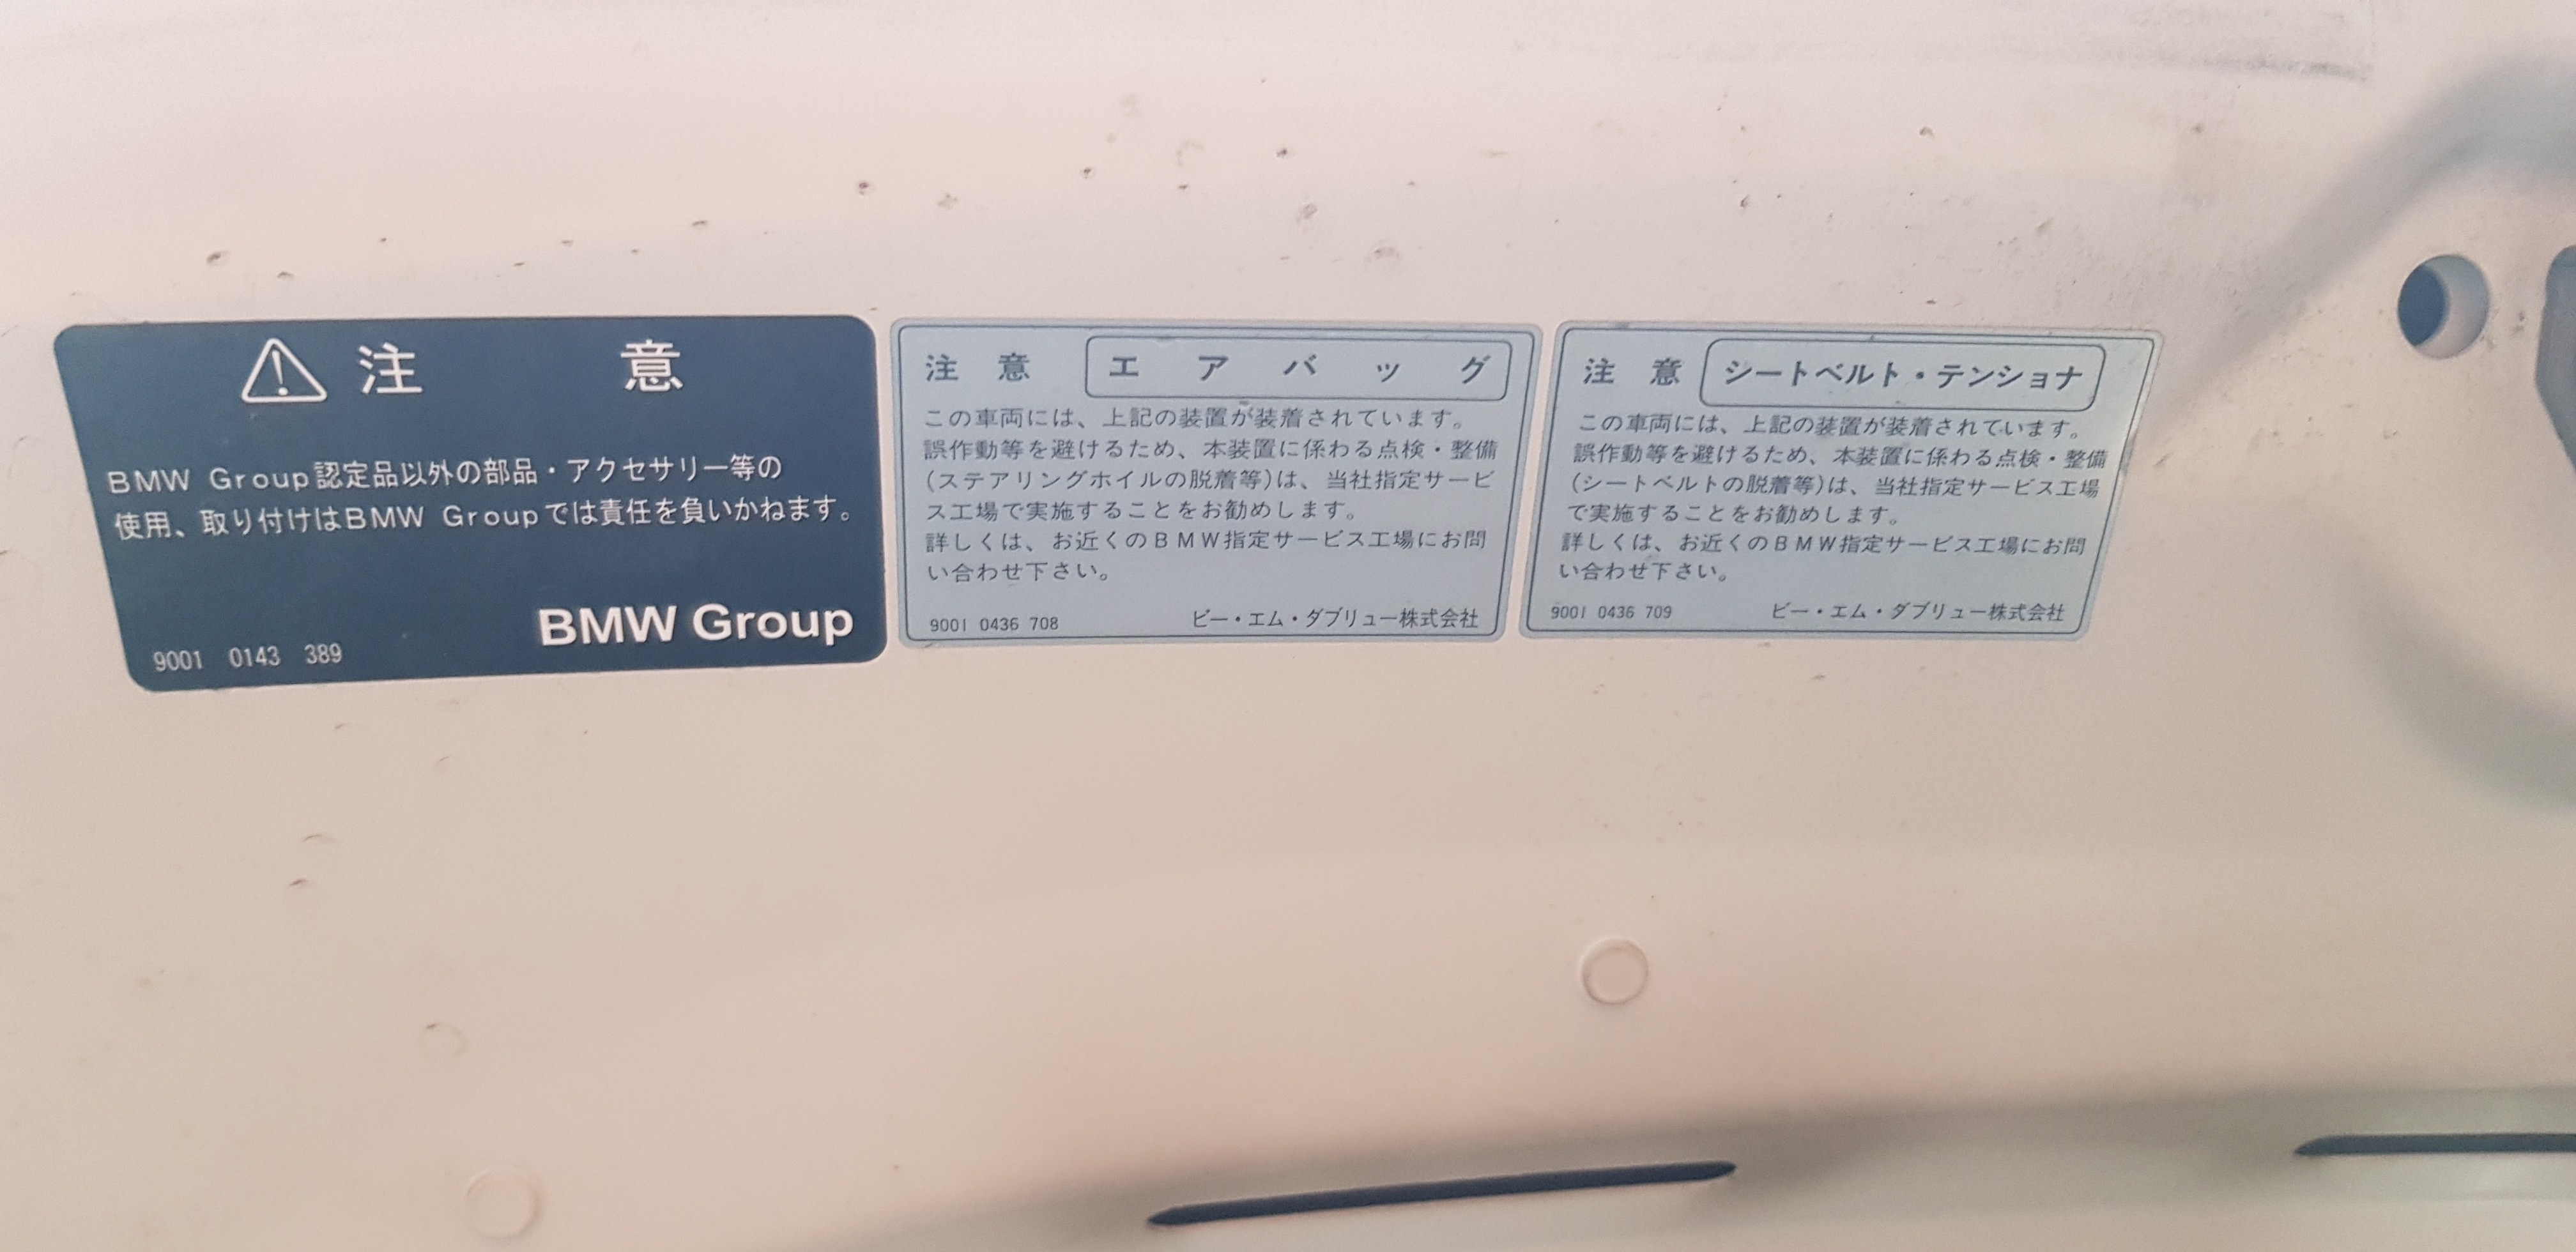 注 意
BMW Group認定品以外の部品・アクセサリー等の
使用、取り付けはBMW Groupでは責任を負いかねます。
BMW Group
9001 0143 389
注 意 エアバッグ
この車両には、上記の装置が装着されています。
誤作動等を避けるため、本装置に係わる点検・整備
(ステアリングホイルの脱着等)は、当社指定サービ
ス工場で実施することをお勧めします。
詳しくは、お近くのBMW指定サービス工場にお問
い合わせ下さい。
9001 0436 708 ビー・エム・ダブリュー株式会社
注 意 シートベルト・テンショナ
この車両には、上記の装置が装着されています。
誤作動等を避けるため、本装置に係わる点検・整備
(シートベルトの脱着等)は、当社指定サービス工場
で実施することをお勧めします。
詳しくは、お近くのBMW指定サービス工場にお問
い合わせ下さい。
9001 0436 709 ビー・エム・ダブリュー株式会社